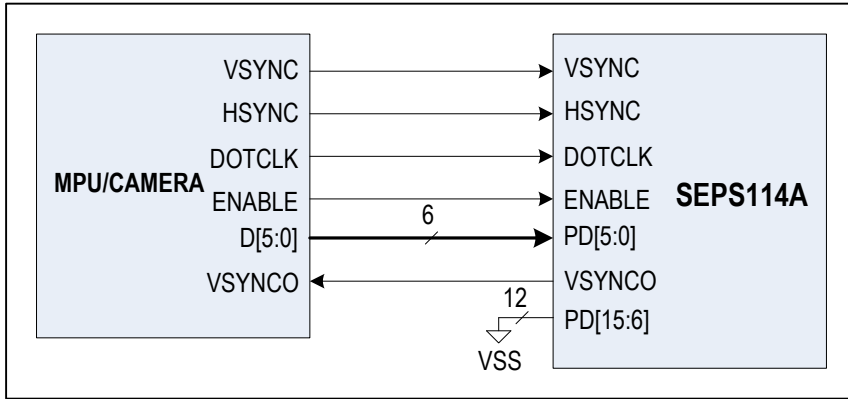 VSYNC
HSYNC
DOTCLK
MPU/CAMERA
ENABLE
D[5:0]
VSYNCO
6
12
VSS
VSYNC
HSYNC
DOTCLK
ENABLE
SEPS114A
PD[5:0]
VSYNCO
PD[15:6]